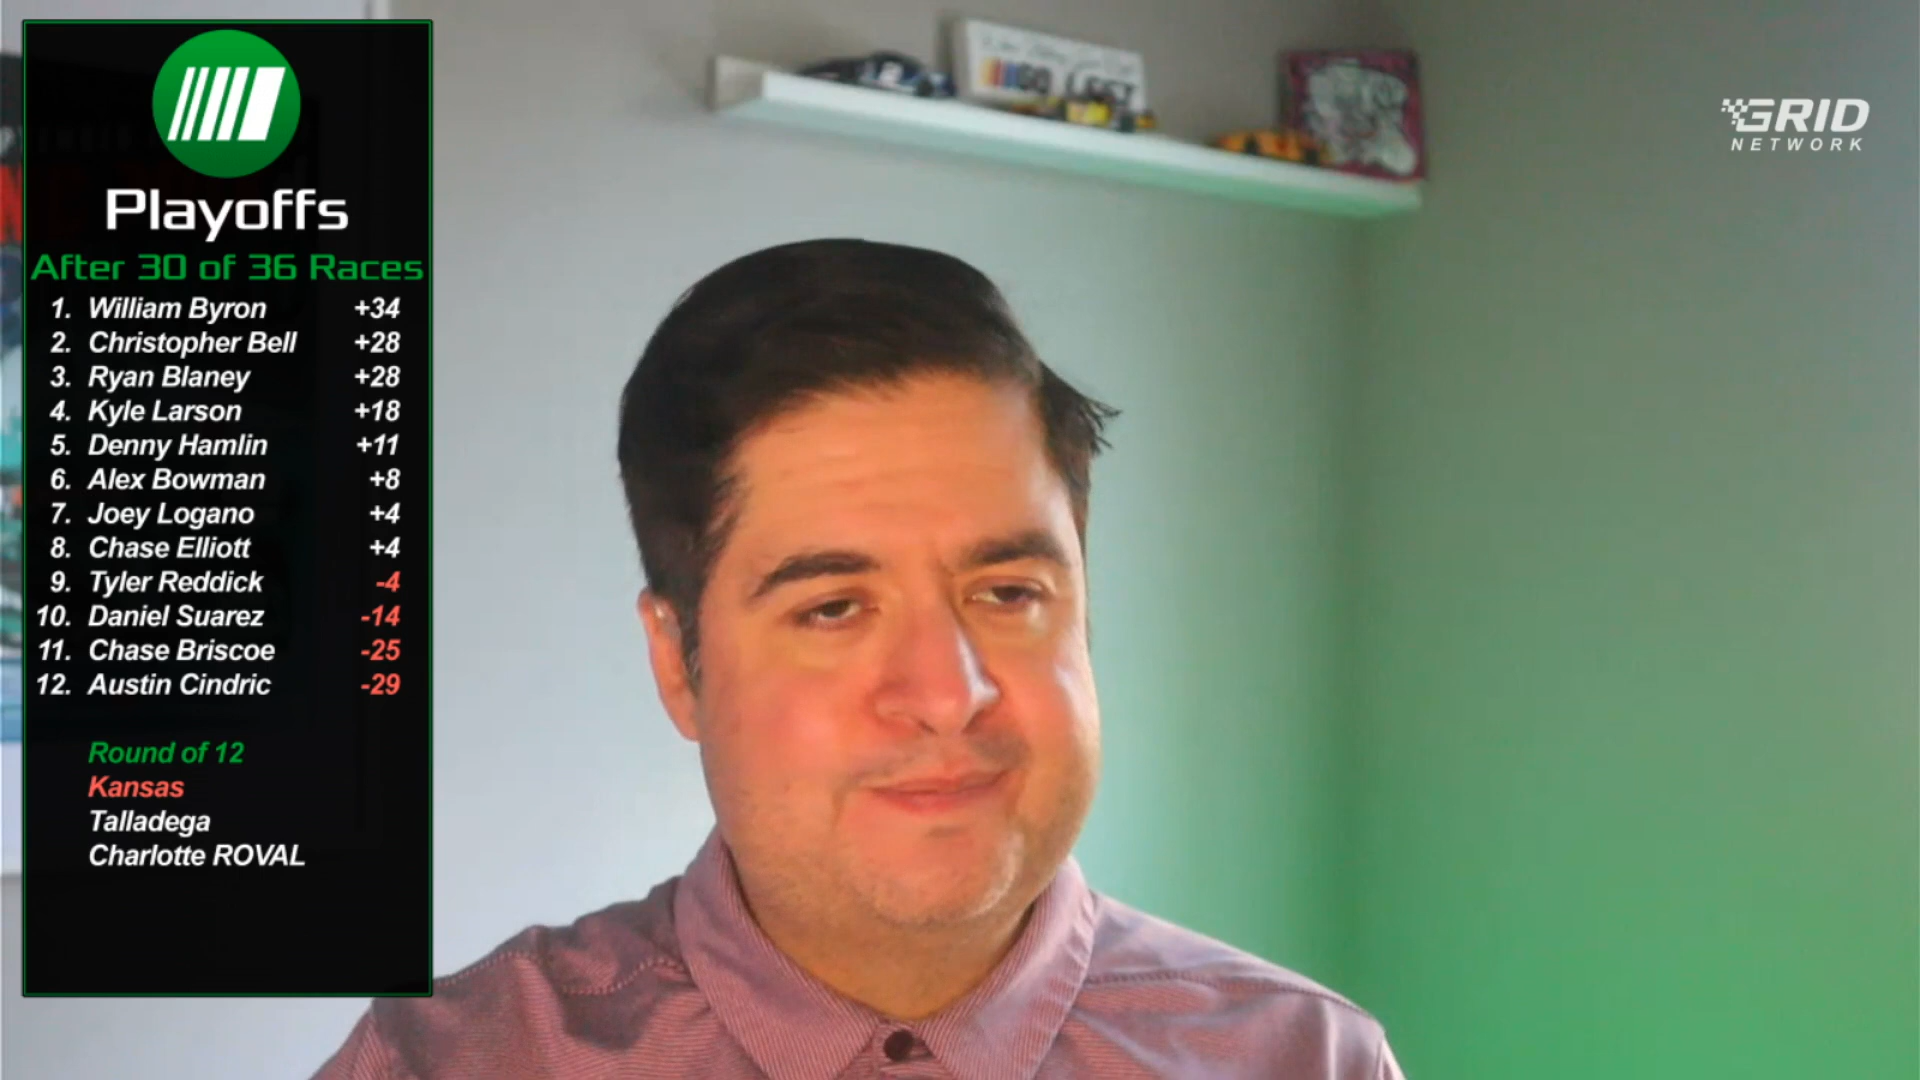 Playoffs
After 30 of 36 Races
1. William Byron +34
2. Christopher Bell +28
3. Ryan Blaney +28
4. Kyle Larson +18
5. Denny Hamlin +11
6. Alex Bowman +8
7. Joey Logano +4
8. Chase Elliott +4
9. Tyler Reddick -4
10. Daniel Suarez -14
11. Chase Briscoe -25
12. Austin Cindric -29
Round of 12
Kansas
Talladega
Charlotte ROVAL
2
GO LEFT
GRID
NETWORK